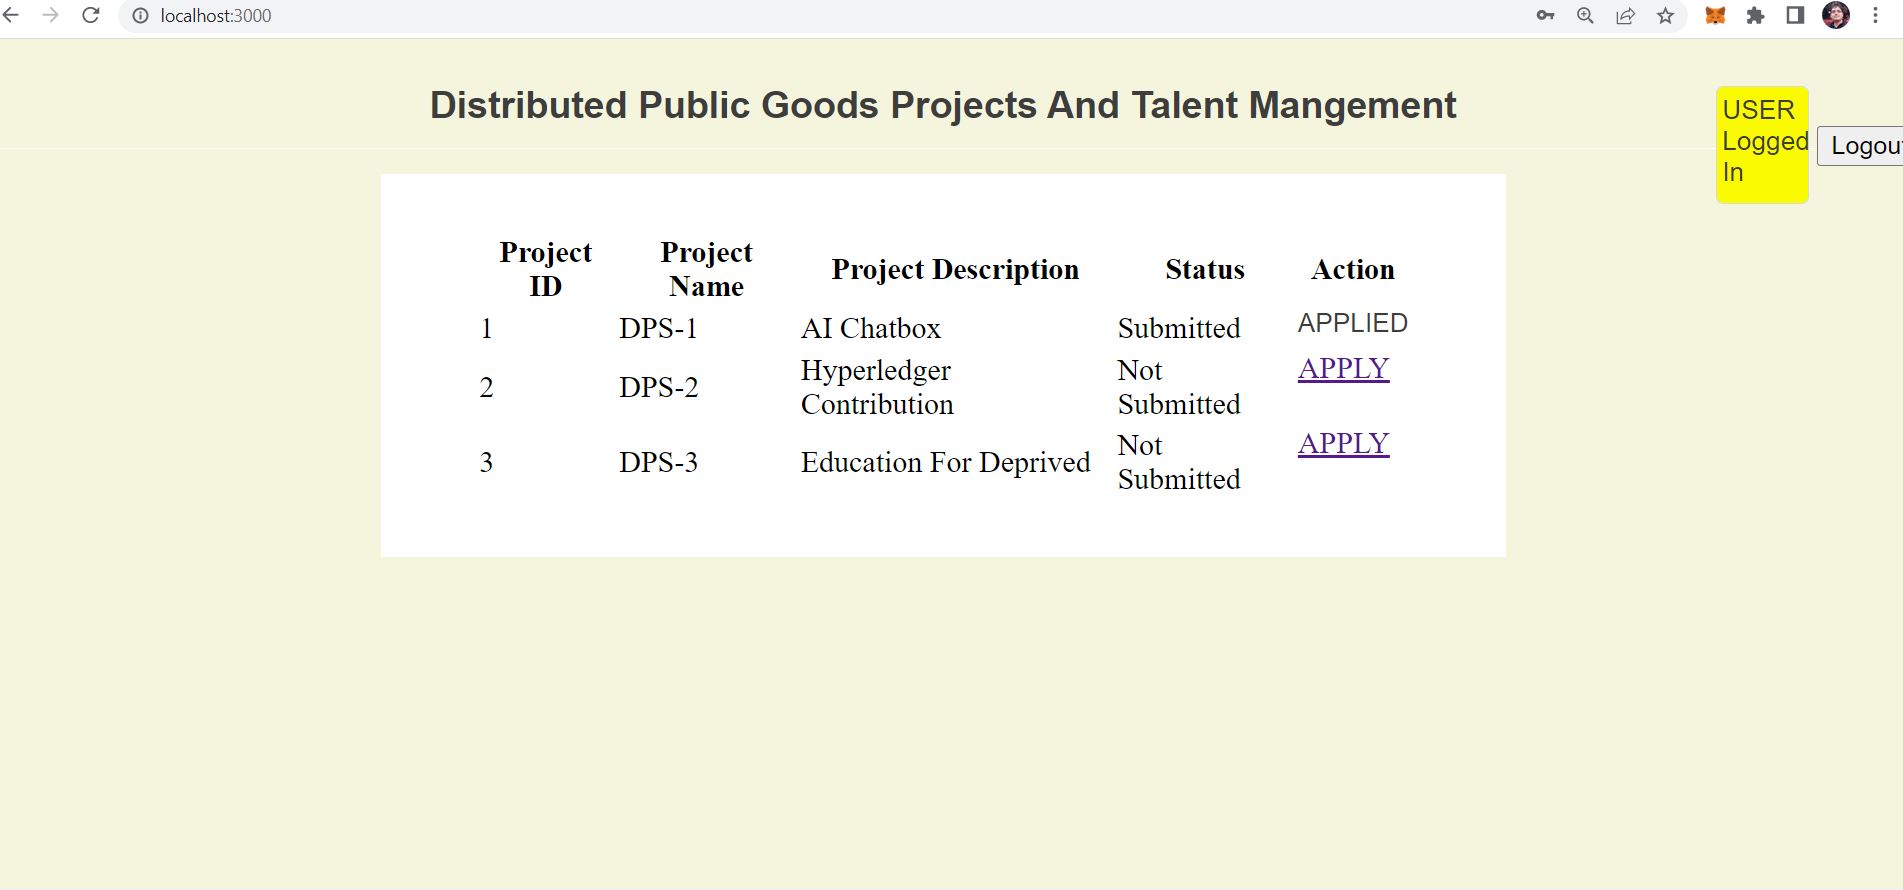 localhost:3000
Distributed Public Goods Projects And Talent Mangement
USER
Logged
In
Logou
Project
ID
Project
Name
Project Description
Status
Action
1
DPS-1
AI Chatbox
Submitted
APPLIED
2
DPS-2
Hyperledger
Contribution
Not
Submitted
APPLY
3
DPS-3
Education For Deprived
Not
Submitted
APPLY